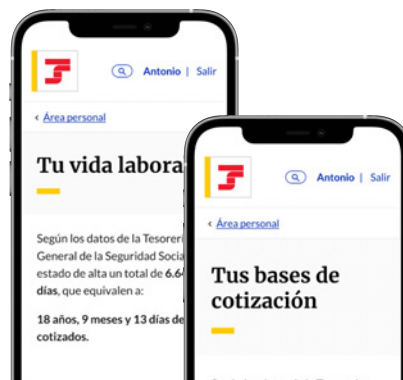 Antonio | Salir
‹ Área personal
Tu vida labora
Según los datos de la Tesorerí
General de la Seguridad Socia
estado de alta un total de 6.6
días, que equivalen a:
18 años, 9 meses y 13 días de
cotizados.
Antonio | Salir
‹ Área personal
Tus bases de
cotización